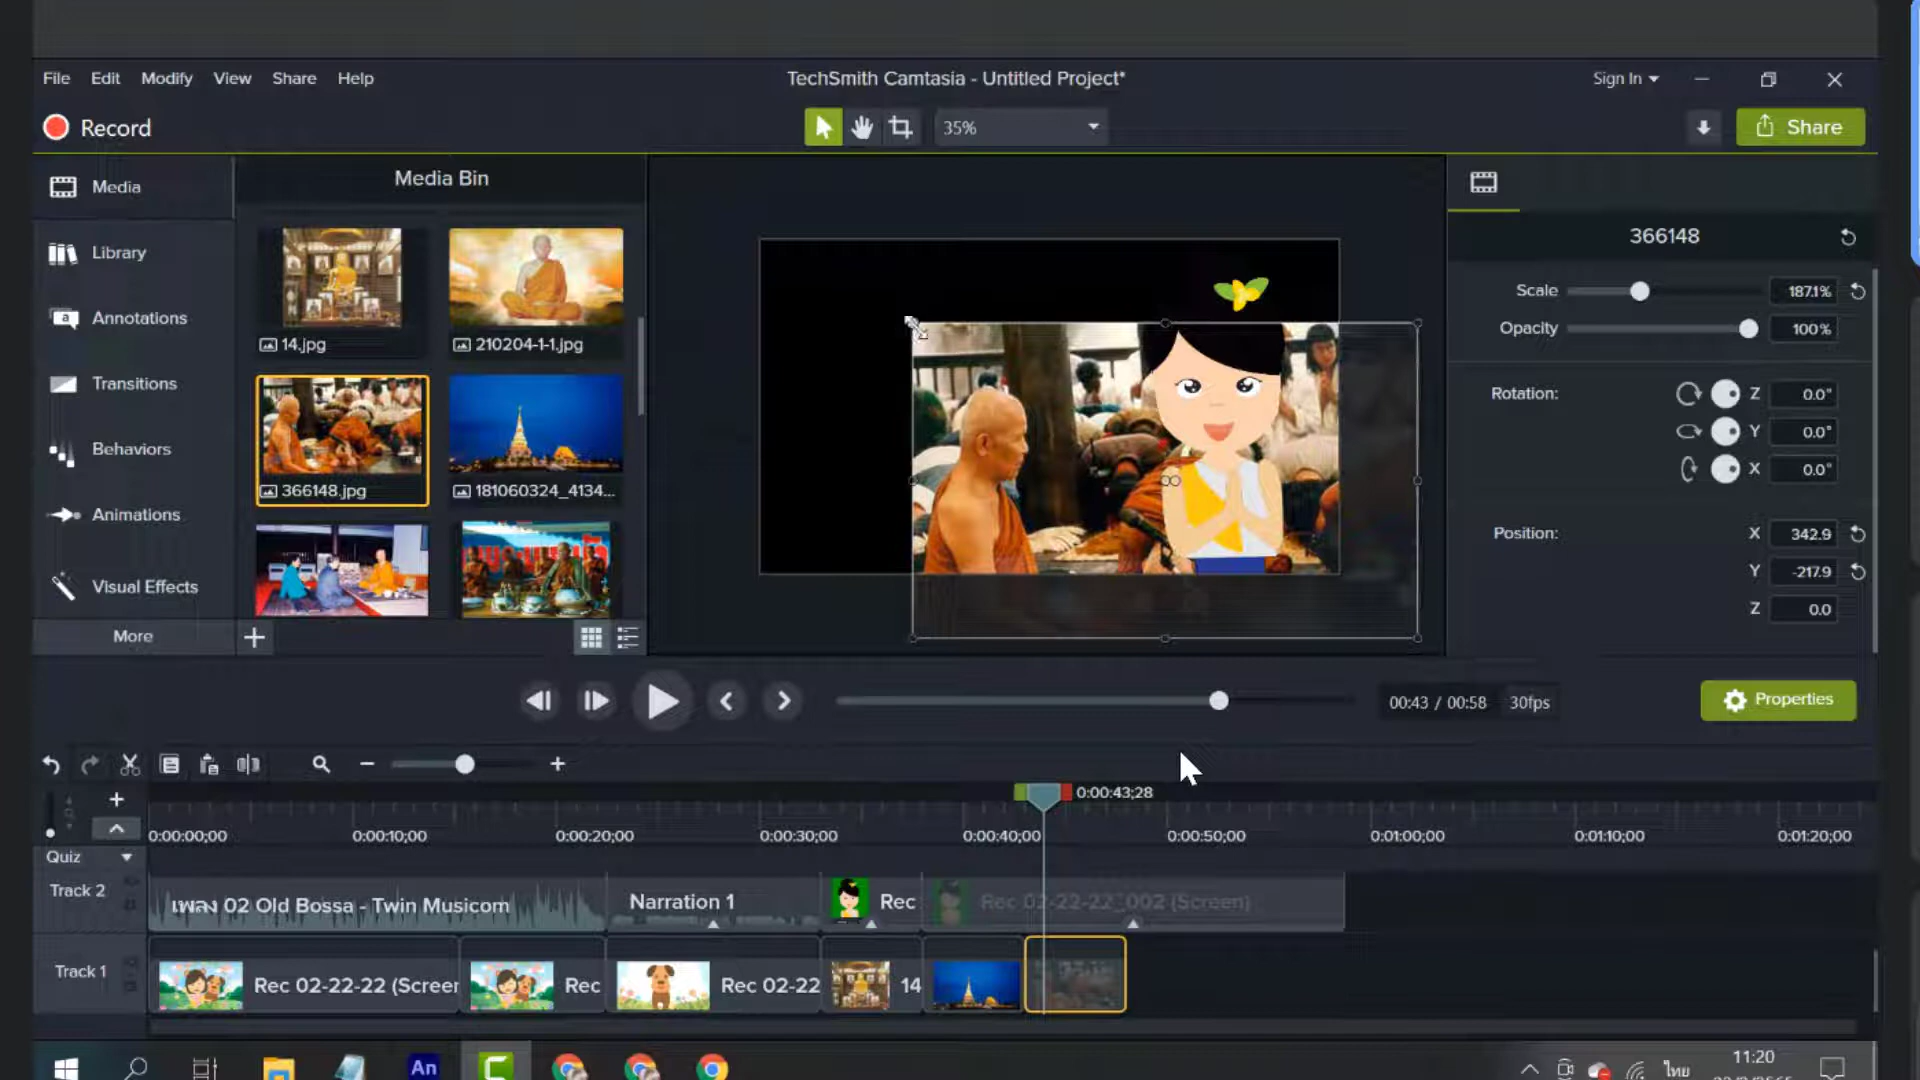 File Edit Modify View Share Help
TechSmith Camtasia - Untitled Project*
Sign In
Record
35%
Share
Media
Library
Annotations
Transitions
Behaviors
Animations
Visual Effects
More
Media Bin
14.jpg
210204-1-1.jpg
366148.jpg
181060324_4134...
366148
Scale 187.1%
Opacity 100%
Rotation: Z 0.0°
Y 0.0°
X 0.0°
Position: X 342.9
Y -217.9
Z 0.0
00:43 / 00:58 30fps
Properties
0:00:43;28
0:00:00;00 0:00:10;00 0:00:20;00 0:00:30;00 0:00:40;00 0:00:50;00 0:01:00;00 0:01:10;00 0:01:20;00
Quiz
Track 2
เพลง 02 Old Bossa - Twin Musicom
Narration 1
Rec
Rec 02-22-22_002 (Screen)
Track 1
Rec 02-22-22 (Screen
Rec
Rec 02-22
14
An
ไทย
11:20